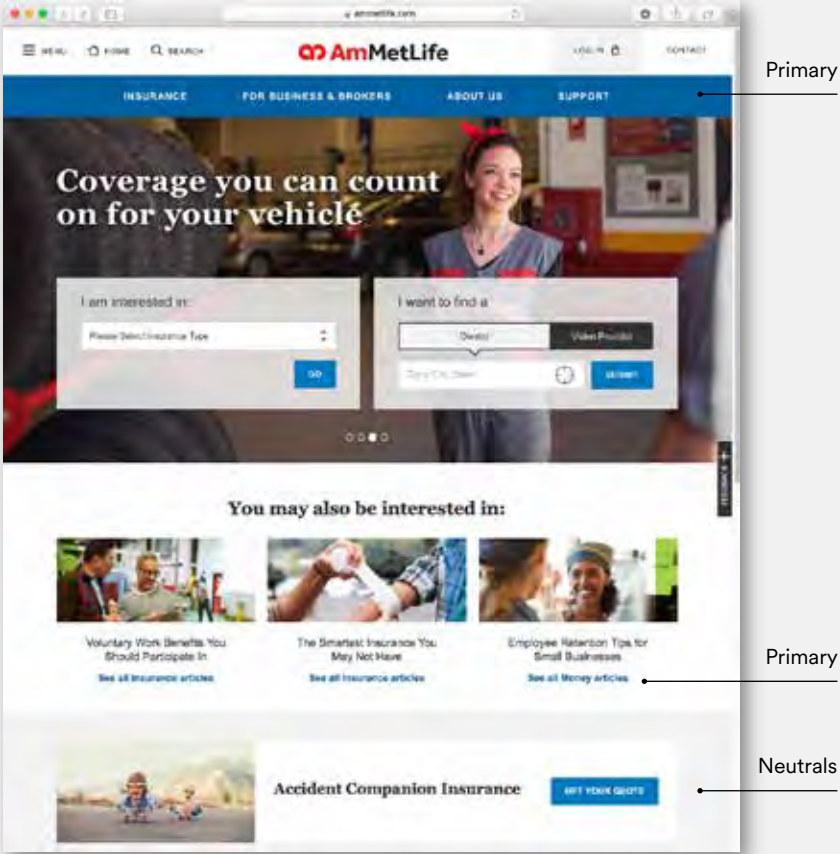 ammetlife.com
MENU HOME SEARCH AmMetLife LOG IN CONTACT
Primary
INSURANCE FOR BUSINESS & BROKERS ABOUT US SUPPORT
Coverage you can count
on for your vehicle
I am interested in:
Please Select Insurance Type
GO
I want to find a
Dentist Vision Provider
SUBMIT
FEEDBACK +
You may also be interested in:
Voluntary Work Benefits You
Should Participate In
See all Insurance articles
The Smartest Insurance You
May Not Have
See all Insurance articles
Employee Retention Tips for
Small Businesses
See all Money articles
Primary
Neutrals
Accident Companion Insurance
GET YOUR QUOTE